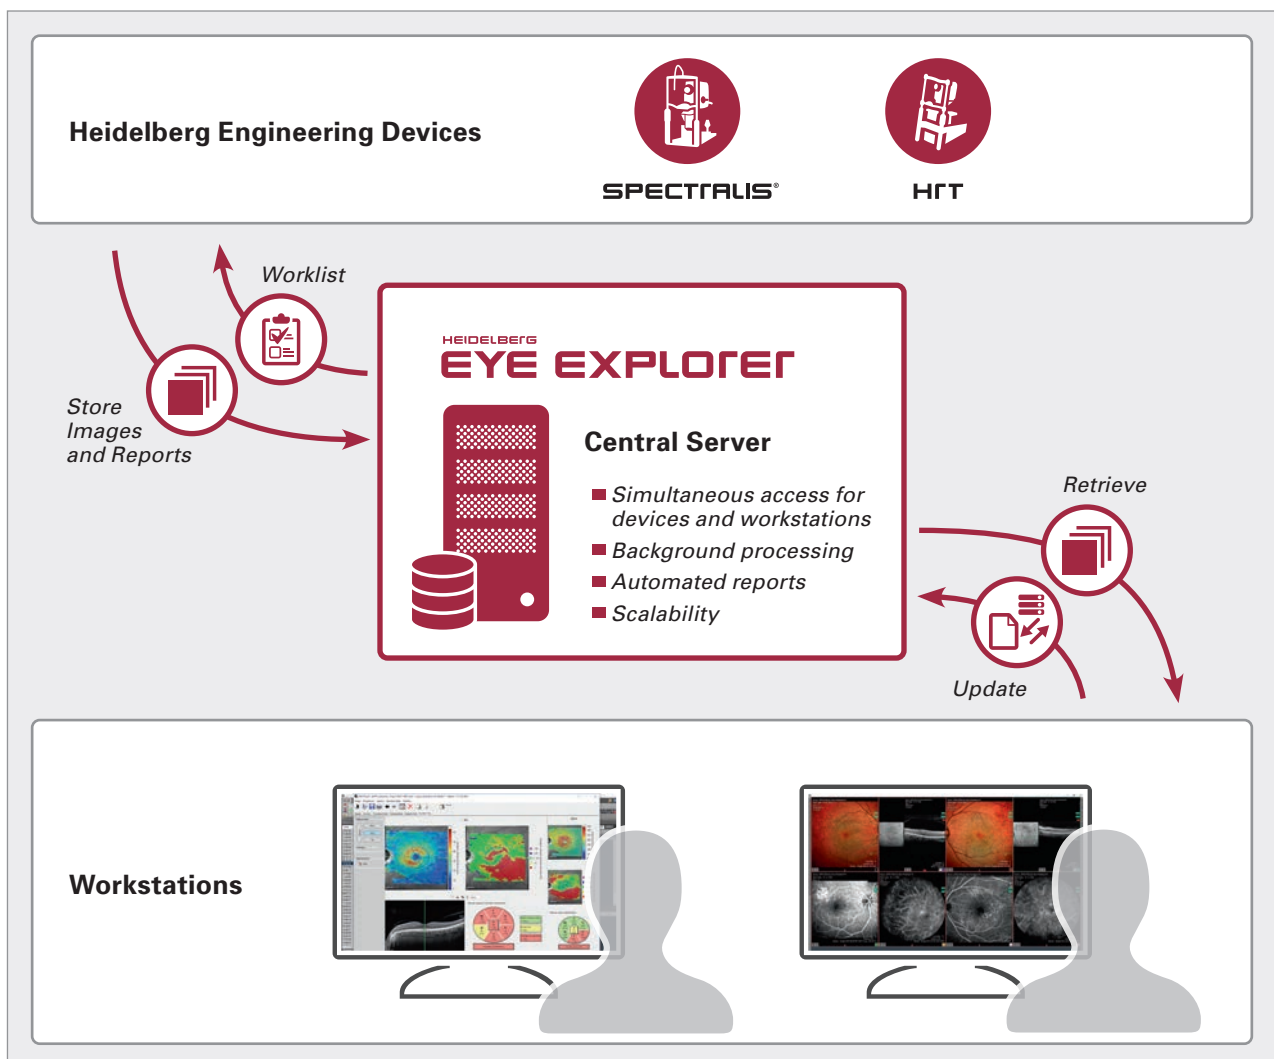 Heidelberg Engineering Devices
SPECTRALIS®
HRT
Worklist
Store
Images
and Reports
HEIDELBERG
EYE EXPLORER
Central Server
Simultaneous access for
devices and workstations
Background processing
Automated reports
Scalability
Retrieve
Update
Workstations